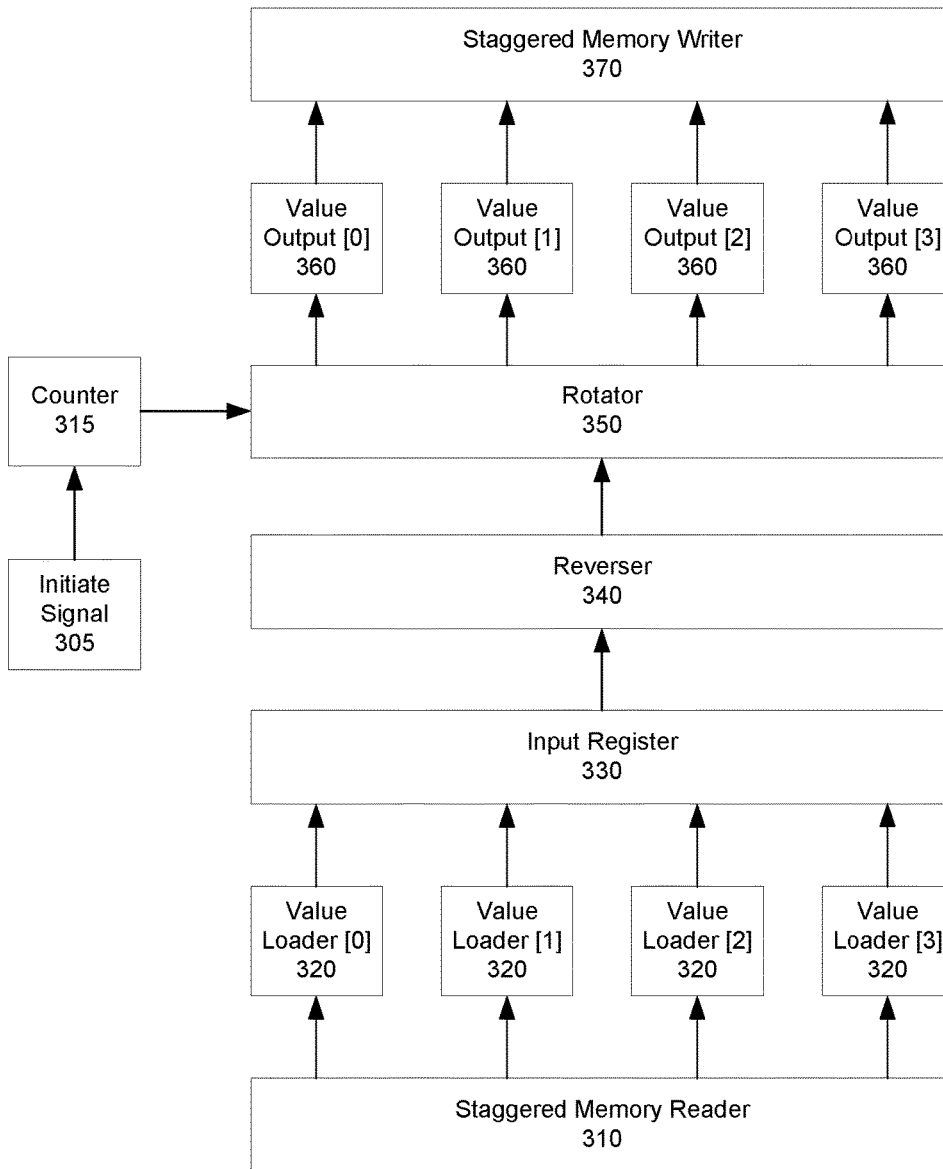 Staggered Memory Writer
370
Value
Output [0]
360
Value
Output [1]
360
Value
Output [2]
360
Value
Output [3]
360
Counter
315
Rotator
350
Initiate
Signal
305
Reverser
340
Input Register
330
Value
Loader [0]
320
Value
Loader [1]
320
Value
Loader [2]
320
Value
Loader [3]
320
Staggered Memory Reader
310